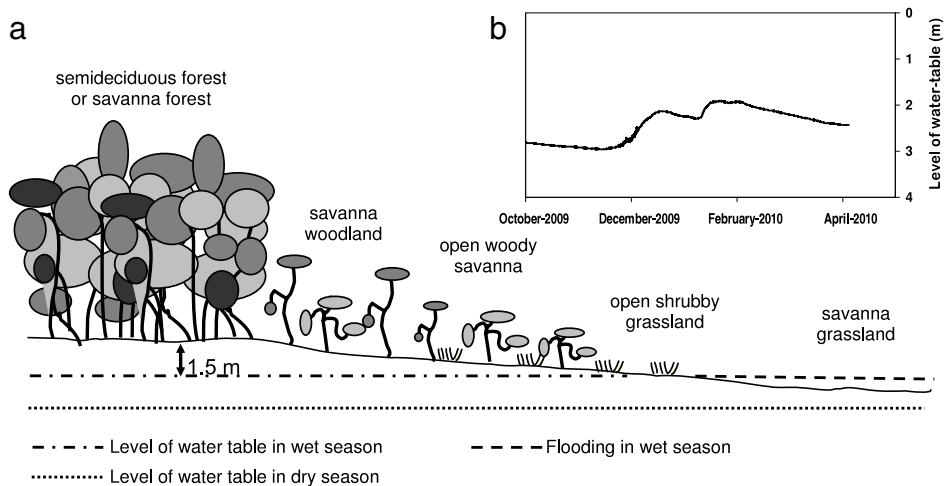 a
semideciduous forest
or savanna forest
savanna
woodland
open woody
savanna
open shrubby
grassland
savanna
grassland
1.5 m
Level of water table in wet season
Flooding in wet season
Level of water table in dry season
b
0
1
2
3
4
Level of water-table (m)
October-2009
December-2009
February-2010
April-2010